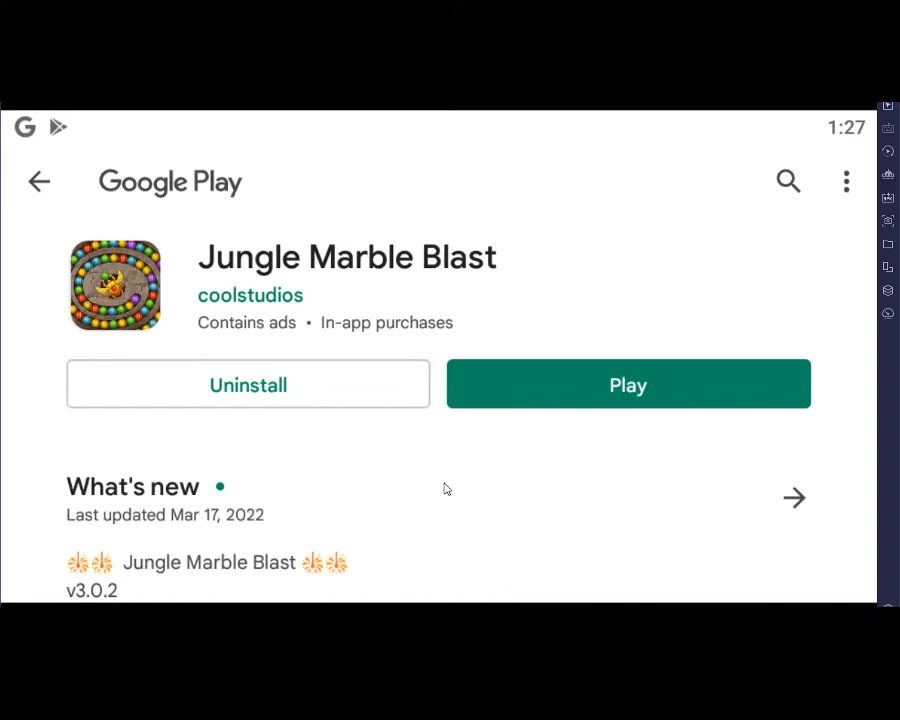 1:27
Google Play
Jungle Marble Blast
coolstudios
Contains ads • In-app purchases
Uninstall
Play
What's new
Last updated Mar 17, 2022
Jungle Marble Blast
v3.0.2